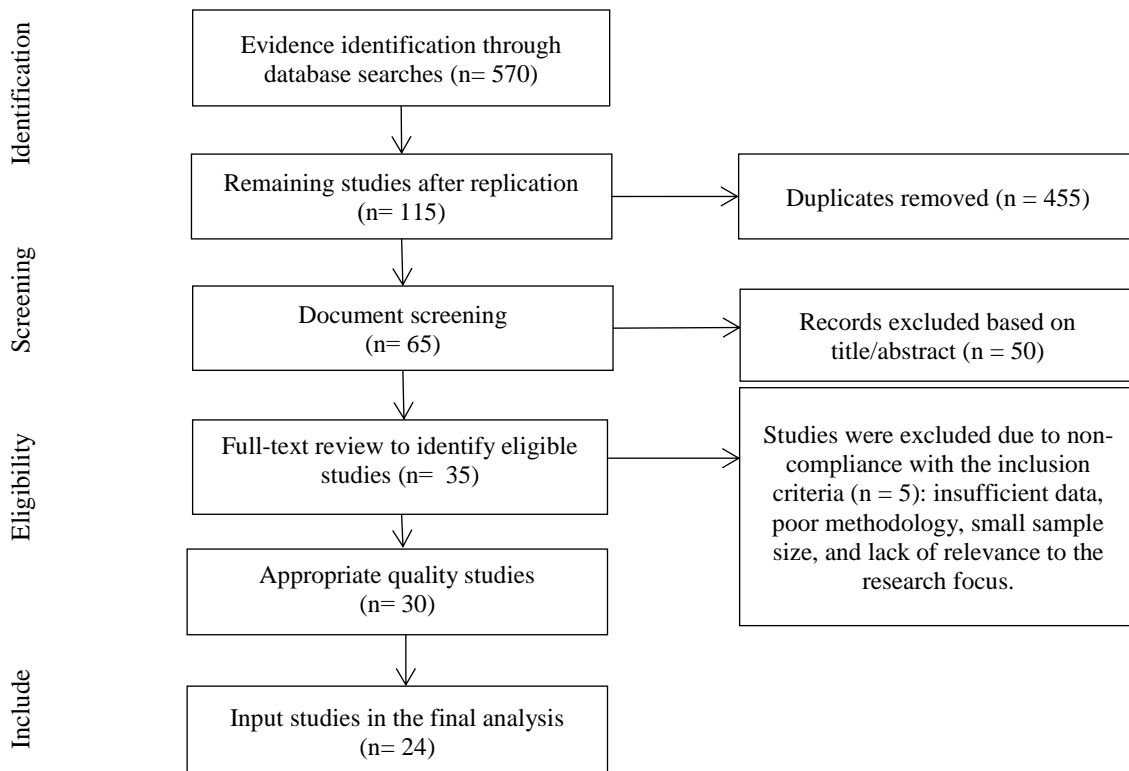 Identification
Evidence identification through
database searches (n= 570)
Remaining studies after replication
(n= 115)
Duplicates removed (n = 455)
Screening
Document screening
(n= 65)
Records excluded based on
title/abstract (n = 50)
Eligibility
Full-text review to identify eligible
studies (n=  35)
Studies were excluded due to non-
compliance with the inclusion
criteria (n = 5): insufficient data,
poor methodology, small sample
size, and lack of relevance to the
research focus.
Appropriate quality studies
(n= 30)
Include
Input studies in the final analysis
(n= 24)